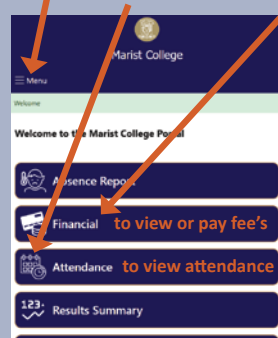 Marist College
Menu
Welcome
Welcome to the Marist College Portal
Absence Report
Financial to view or pay fee's
Attendance to view attendance
123
Results Summary